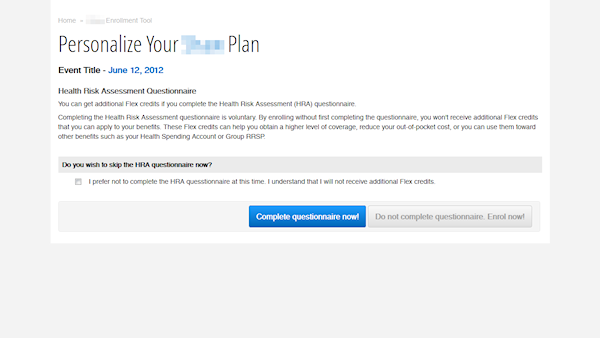 Home » Enrolment Tool
Personalize Your Plan
Event Title - June 12, 2012
Health Risk Assessment Questionnaire
You can get additional Flex credits if you complete the Health Risk Assessment (HRA) questionnaire.
Completing the Health Risk Assessment questionnaire is voluntary. By enrolling without first completing the questionnaire, you won't receive additional Flex credits
that you can apply to your benefits. These Flex credits can help you obtain a higher level of coverage, reduce your out-of-pocket cost, or you can use them toward
other benefits such as your Health Spending Account or Group RRSP.
Do you wish to skip the HRA questionnaire now?
I prefer not to complete the HRA quesstionnaire at this time. I understand that I will not receive additional Flex credits.
Complete questionnaire now!
Do not complete questionnaire. Enrol now!